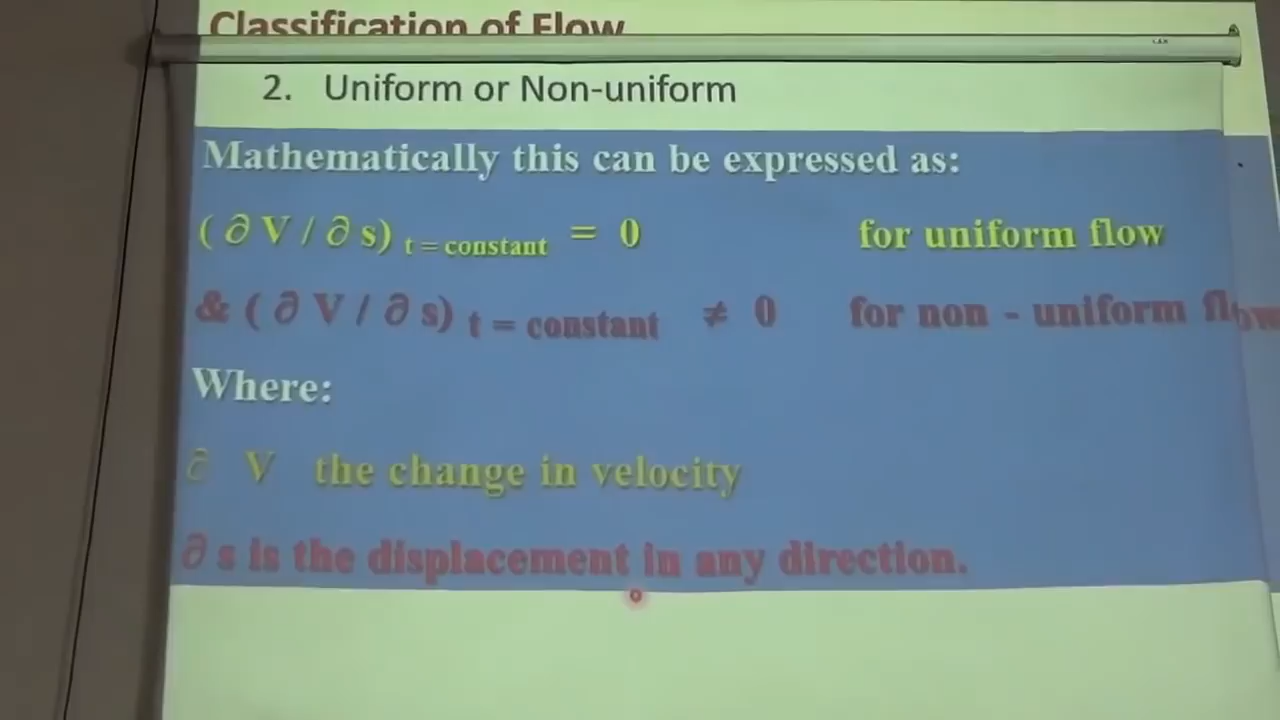 Classification of Flow
2. Uniform or Non-uniform
Mathematically this can be expressed as:
( ∂ V / ∂ s) t = constant = 0 for uniform flow
& ( ∂ V / ∂ s) t = constant ≠ 0 for non - uniform flow
Where:
∂ V the change in velocity
∂ s is the displacement in any direction.